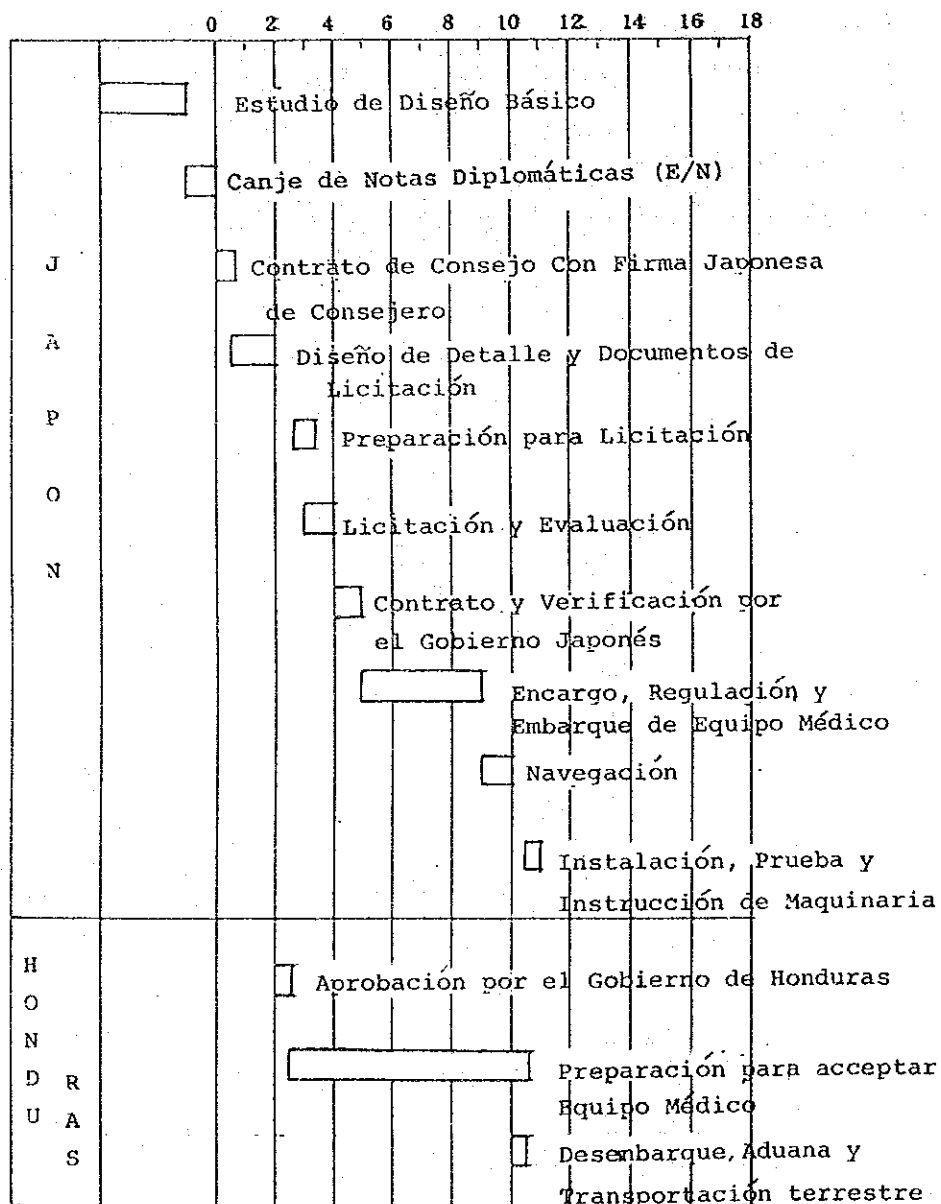 0 2 4 6 8 10 12 14 16 18
JAPON
Estudio de Diseño Básico
Canje de Notas Diplomáticas (E/N)
Contrato de Consejo Con Firma Japonesa
de Consejero
Diseño de Detalle y Documentos de
Licitación
Preparación para Licitación
Licitación y Evaluación
Contrato y Verificación por
el Gobierno Japonés
Encargo, Regulación y
Embarque de Equipo Médico
Navegación
Instalación, Prueba y
Instrucción de Maquinaria
HONDURAS
Aprobación por el Gobierno de Honduras
Preparación para acceptar
Equipo Médico
Desenbarque, Aduana y
Transportación terrestre